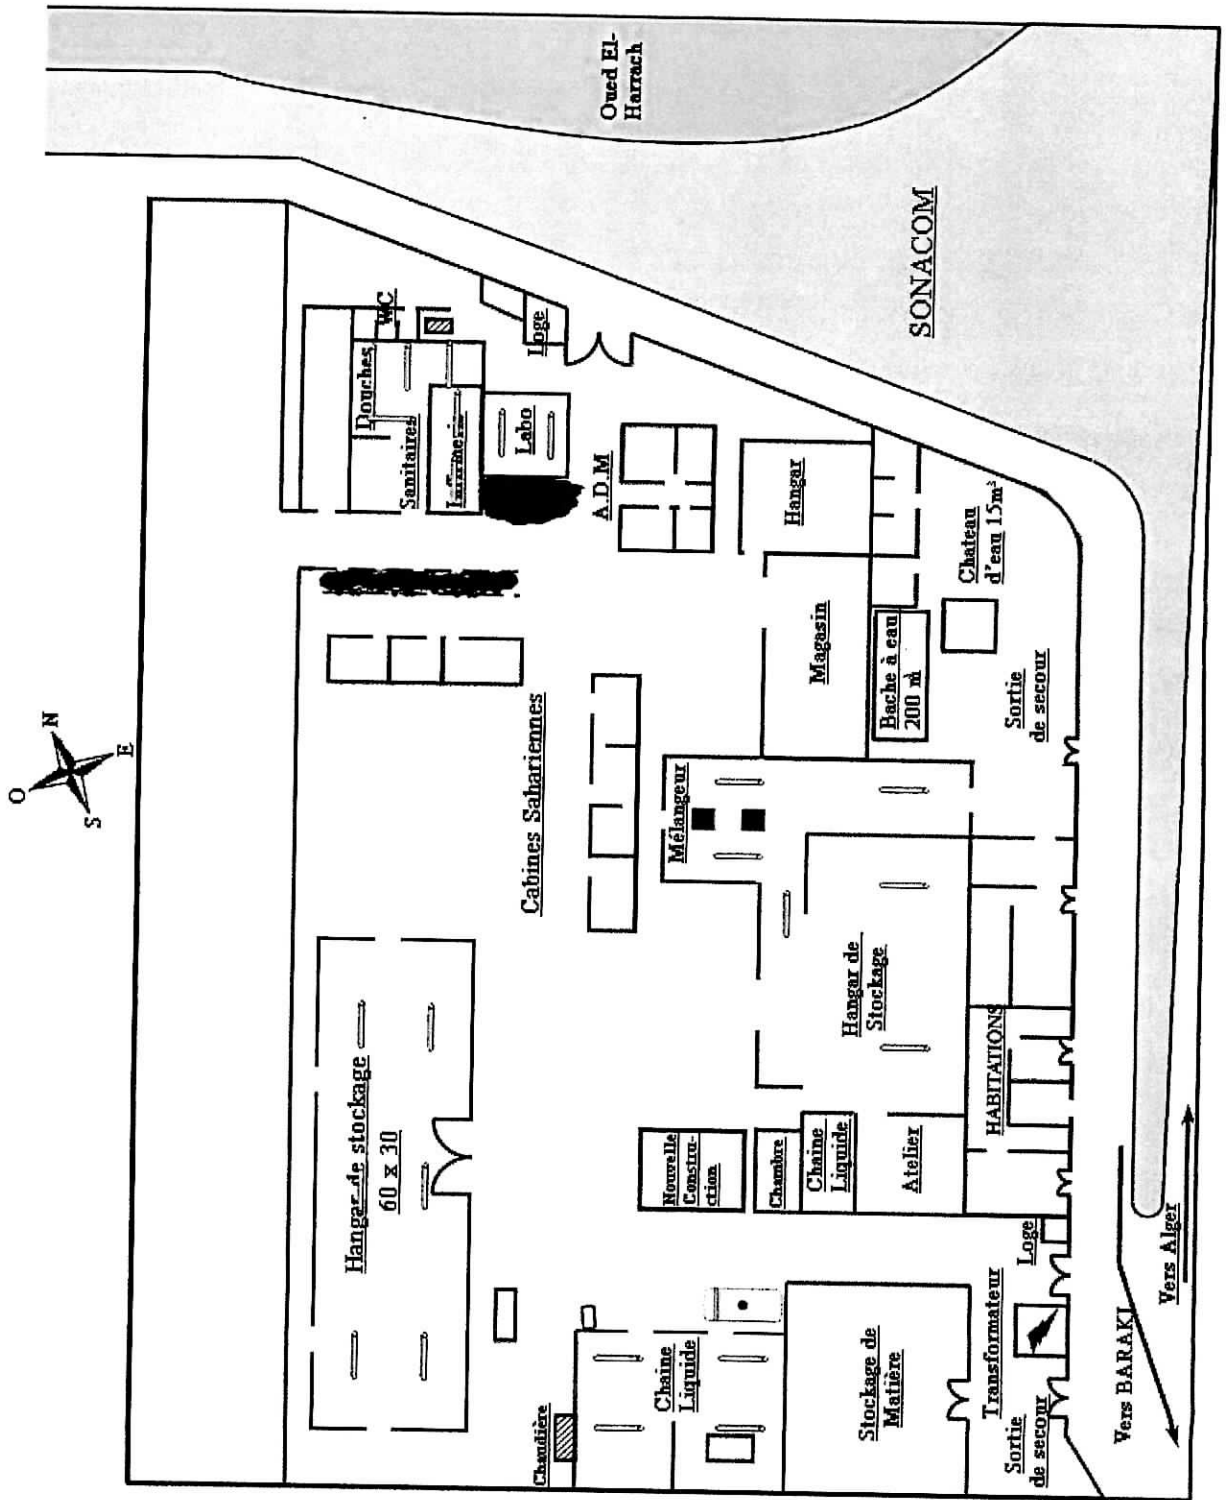 Oued El-
Harrach
SONACOM
WC
Douches
Sanitaires
Loge
Labo
A.D.M
Hangar
Chateau
d'eau 15m³
Magasin
Bache à eau
200 m
Sortie
de secour
N
E
S
O
Cabines Sahariennes
Mélangeur
Hangar de
Stockage
Hangar de stockage
60 x 30
HABITATIONS
Nouvelle
Constru-
ction
Chambre
Chaine
Liquide
Atelier
Loge
Transformateur
Chaine
Liquide
Chaudière
Stockage de
Matière
Sortie
de secour
Vers BARAKI
Vers Alger